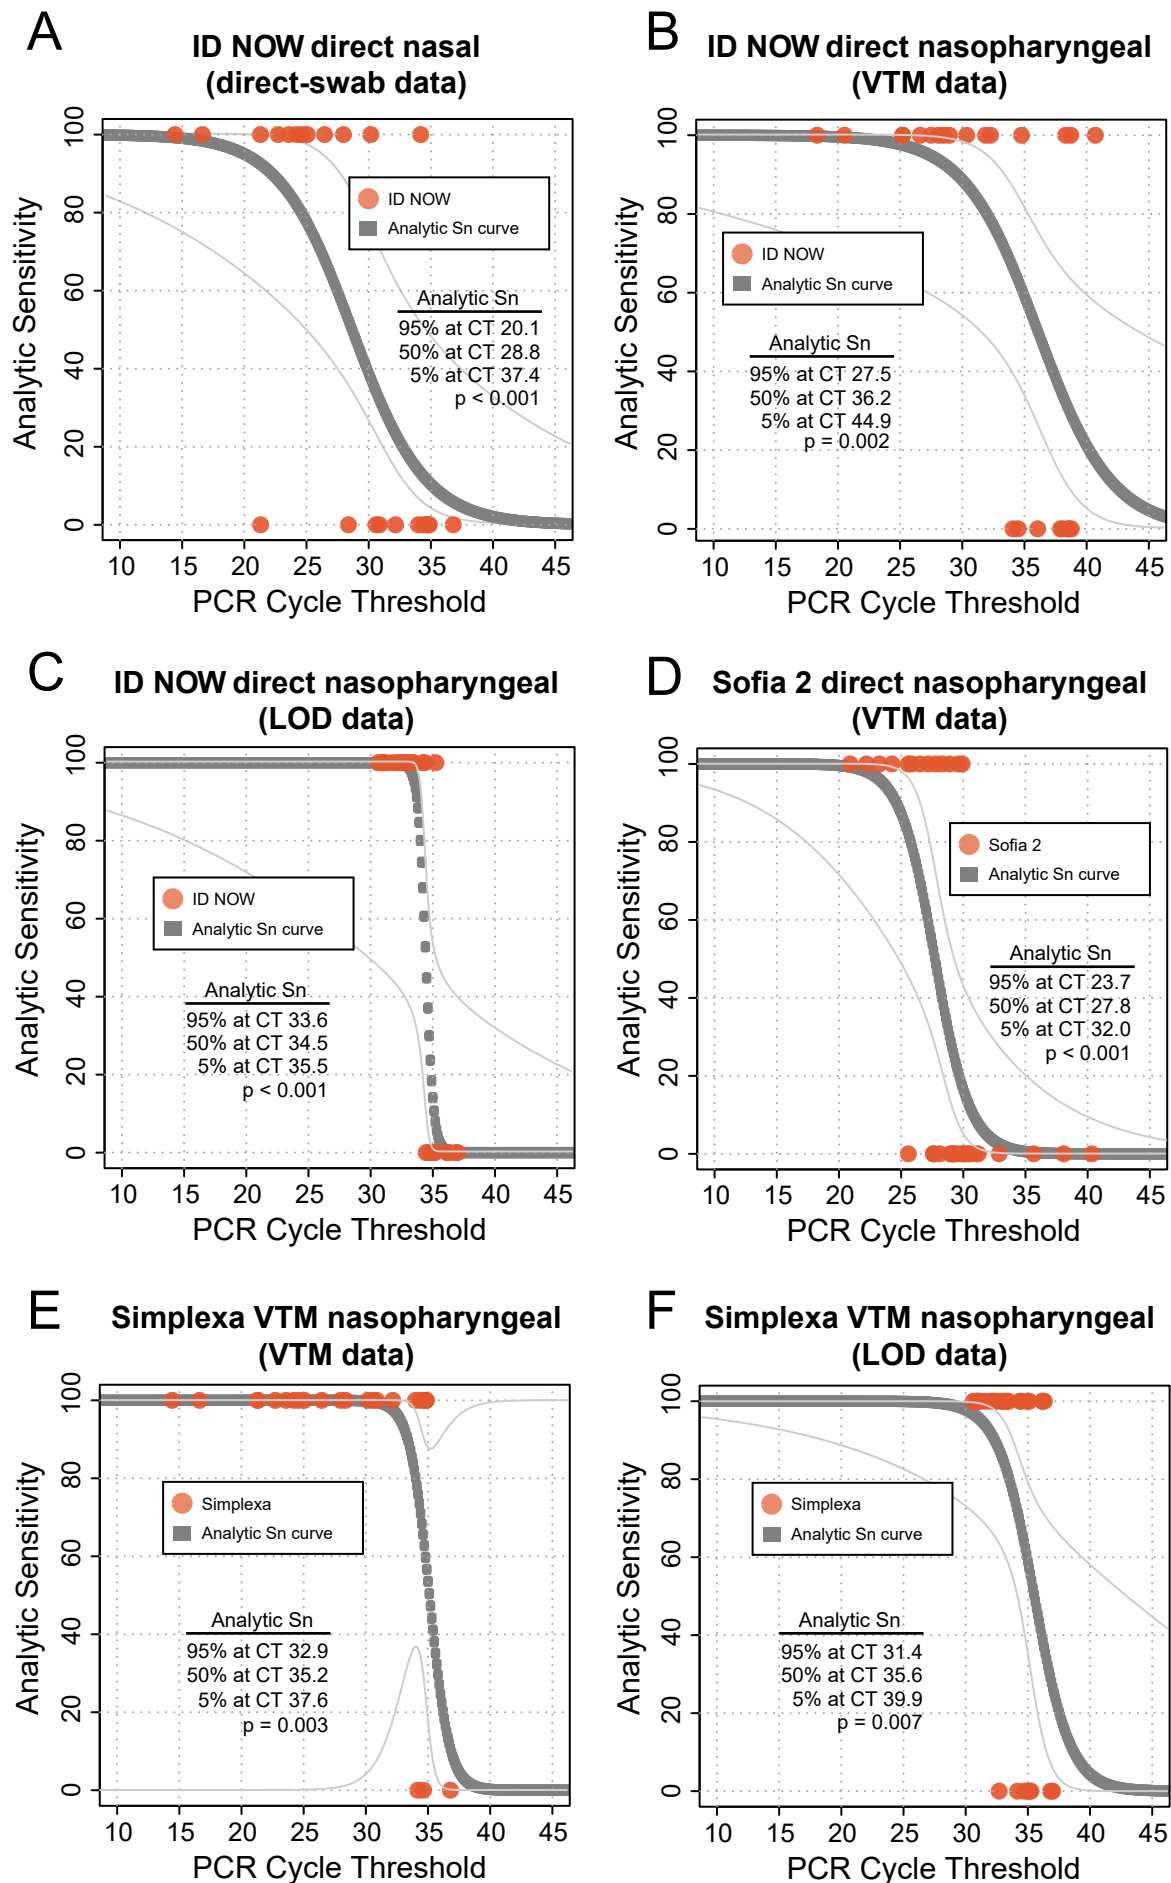 A
ID NOW direct nasal
(direct-swab data)
Analytic Sensitivity
100
80
60
40
20
0
ID NOW
Analytic Sn curve
Analytic Sn
95% at CT 20.1
50% at CT 28.8
5% at CT 37.4
p < 0.001
10 15 20 25 30 35 40 45
PCR Cycle Threshold
B
ID NOW direct nasopharyngeal
(VTM data)
Analytic Sensitivity
100
80
60
40
20
0
ID NOW
Analytic Sn curve
Analytic Sn
95% at CT 27.5
50% at CT 36.2
5% at CT 44.9
p = 0.002
10 15 20 25 30 35 40 45
PCR Cycle Threshold
C
ID NOW direct nasopharyngeal
(LOD data)
Analytic Sensitivity
100
80
60
40
20
0
ID NOW
Analytic Sn curve
Analytic Sn
95% at CT 33.6
50% at CT 34.5
5% at CT 35.5
p < 0.001
10 15 20 25 30 35 40 45
PCR Cycle Threshold
D
Sofia 2 direct nasopharyngeal
(VTM data)
Analytic Sensitivity
100
80
60
40
20
0
Sofia 2
Analytic Sn curve
Analytic Sn
95% at CT 23.7
50% at CT 27.8
5% at CT 32.0
p < 0.001
10 15 20 25 30 35 40 45
PCR Cycle Threshold
E
Simplexa VTM nasopharyngeal
(VTM data)
Analytic Sensitivity
100
80
60
40
20
0
Simplexa
Analytic Sn curve
Analytic Sn
95% at CT 32.9
50% at CT 35.2
5% at CT 37.6
p = 0.003
10 15 20 25 30 35 40 45
PCR Cycle Threshold
F
Simplexa VTM nasopharyngeal
(LOD data)
Analytic Sensitivity
100
80
60
40
20
0
Simplexa
Analytic Sn curve
Analytic Sn
95% at CT 31.4
50% at CT 35.6
5% at CT 39.9
p = 0.007
10 15 20 25 30 35 40 45
PCR Cycle Threshold